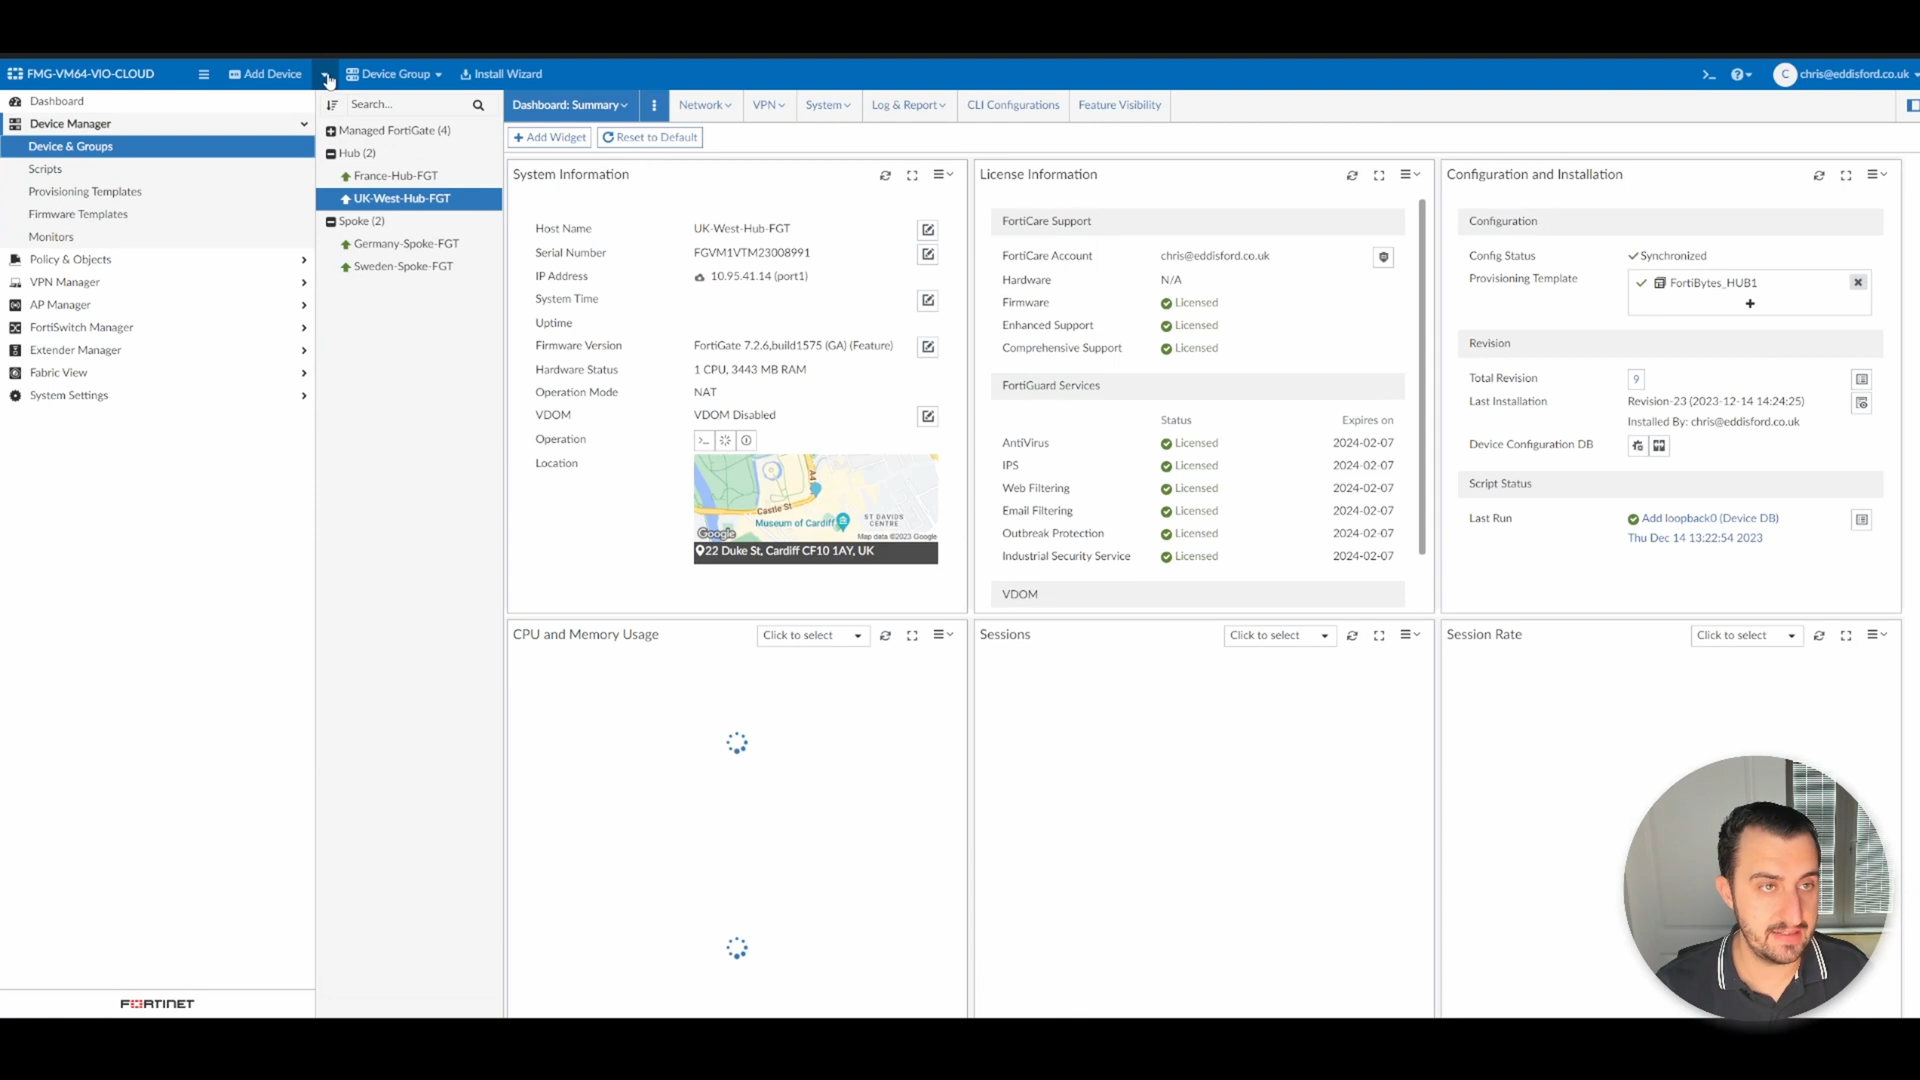 FMG-VM64-VIO-CLOUD
Add Device
Device Group
Install Wizard
chris@eddisford.co.uk
C
Dashboard
Device Manager
Device & Groups
Scripts
Provisioning Templates
Firmware Templates
Monitors
Policy & Objects
VPN Manager
AP Manager
FortiSwitch Manager
Extender Manager
Fabric View
System Settings
FORTINET
Search...
Managed FortiGate (4)
Hub (2)
France-Hub-FGT
UK-West-Hub-FGT
Spoke (2)
Germany-Spoke-FGT
Sweden-Spoke-FGT
Dashboard: Summary
Network
VPN
System
Log & Report
CLI Configurations
Feature Visibility
+ Add Widget
Reset to Default
System Information
Host Name UK-West-Hub-FGT
Serial Number FGVM1VTM23008991
IP Address 10.95.41.14 (port1)
System Time
Uptime
Firmware Version FortiGate 7.2.6,build1575 (GA) (Feature)
Hardware Status 1 CPU, 3443 MB RAM
Operation Mode NAT
VDOM VDOM Disabled
Operation
Location
Castle St
Museum of Cardiff
ST DAVIDS
CENTRE
Google
Map data ©2023 Google
22 Duke St, Cardiff CF10 1AY, UK
License Information
FortiCare Support
FortiCare Account chris@eddisford.co.uk
Hardware N/A
Firmware Licensed
Enhanced Support Licensed
Comprehensive Support Licensed
FortiGuard Services
Status Expires on
AntiVirus Licensed 2024-02-07
IPS Licensed 2024-02-07
Web Filtering Licensed 2024-02-07
Email Filtering Licensed 2024-02-07
Outbreak Protection Licensed 2024-02-07
Industrial Security Service Licensed 2024-02-07
VDOM
Configuration and Installation
Configuration
Config Status Synchronized
Provisioning Template FortiBytes_HUB1
Revision
Total Revision 9
Last Installation Revision-23 (2023-12-14 14:24:25)
Installed By: chris@eddisford.co.uk
Device Configuration DB
Script Status
Last Run Add loopback0 (Device DB)
Thu Dec 14 13:22:54 2023
CPU and Memory Usage
Click to select
Sessions
Click to select
Session Rate
Click to select